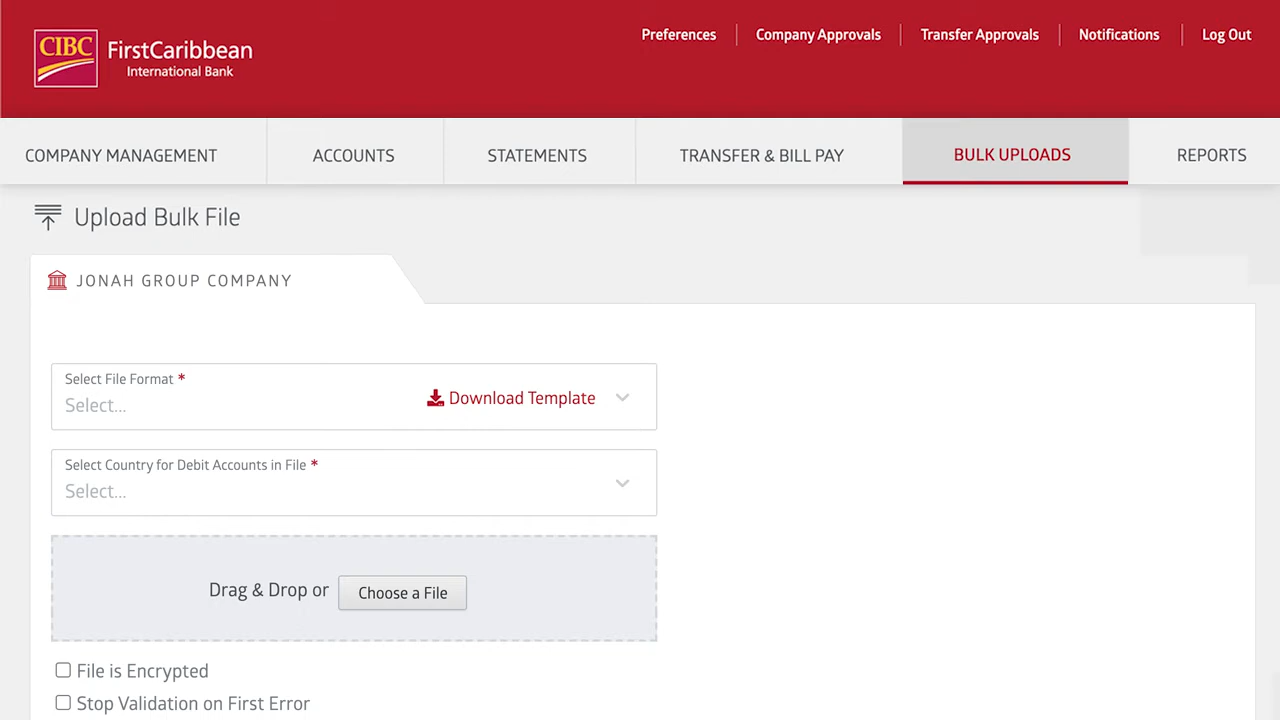 CIBC FirstCaribbean
International Bank
Preferences
Company Approvals
Transfer Approvals
Notifications
Log Out
COMPANY MANAGEMENT
ACCOUNTS
STATEMENTS
TRANSFER & BILL PAY
BULK UPLOADS
REPORTS
Upload Bulk File
JONAH GROUP COMPANY
Select File Format *
Select...
Download Template
Select Country for Debit Accounts in File *
Select...
Drag & Drop or Choose a File
File is Encrypted
Stop Validation on First Error